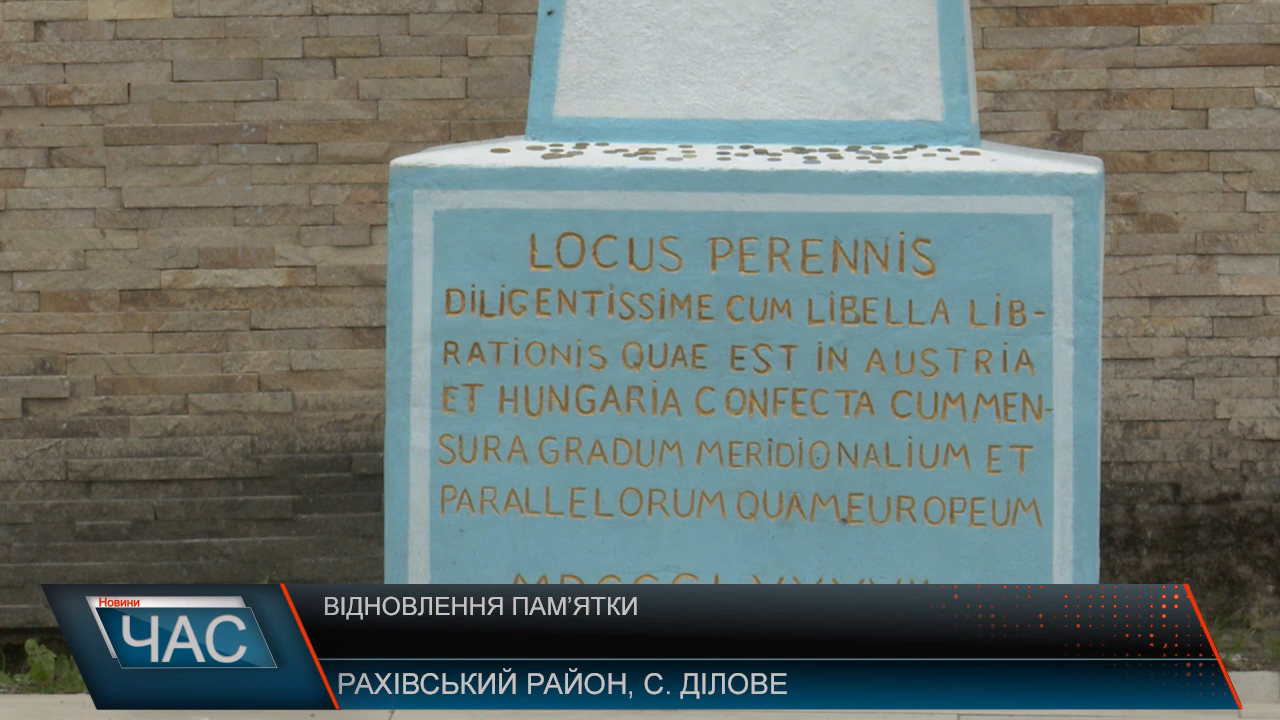 LOCUS PERENNIS
DILIGENTISSIME CUM LIBELLA LIB-
RATIONIS QUAE EST IN AUSTRIA
ET HUNGARIA CONFECTA CUMMEN-
SURA GRADUM MERIDIONALIUM ET
PARALLELORUM QUAMEUROPEUM
Новини
ЧАС
ВІДНОВЛЕННЯ ПАМ’ЯТКИ
РАХІВСЬКИЙ РАЙОН, С. ДІЛОВЕ